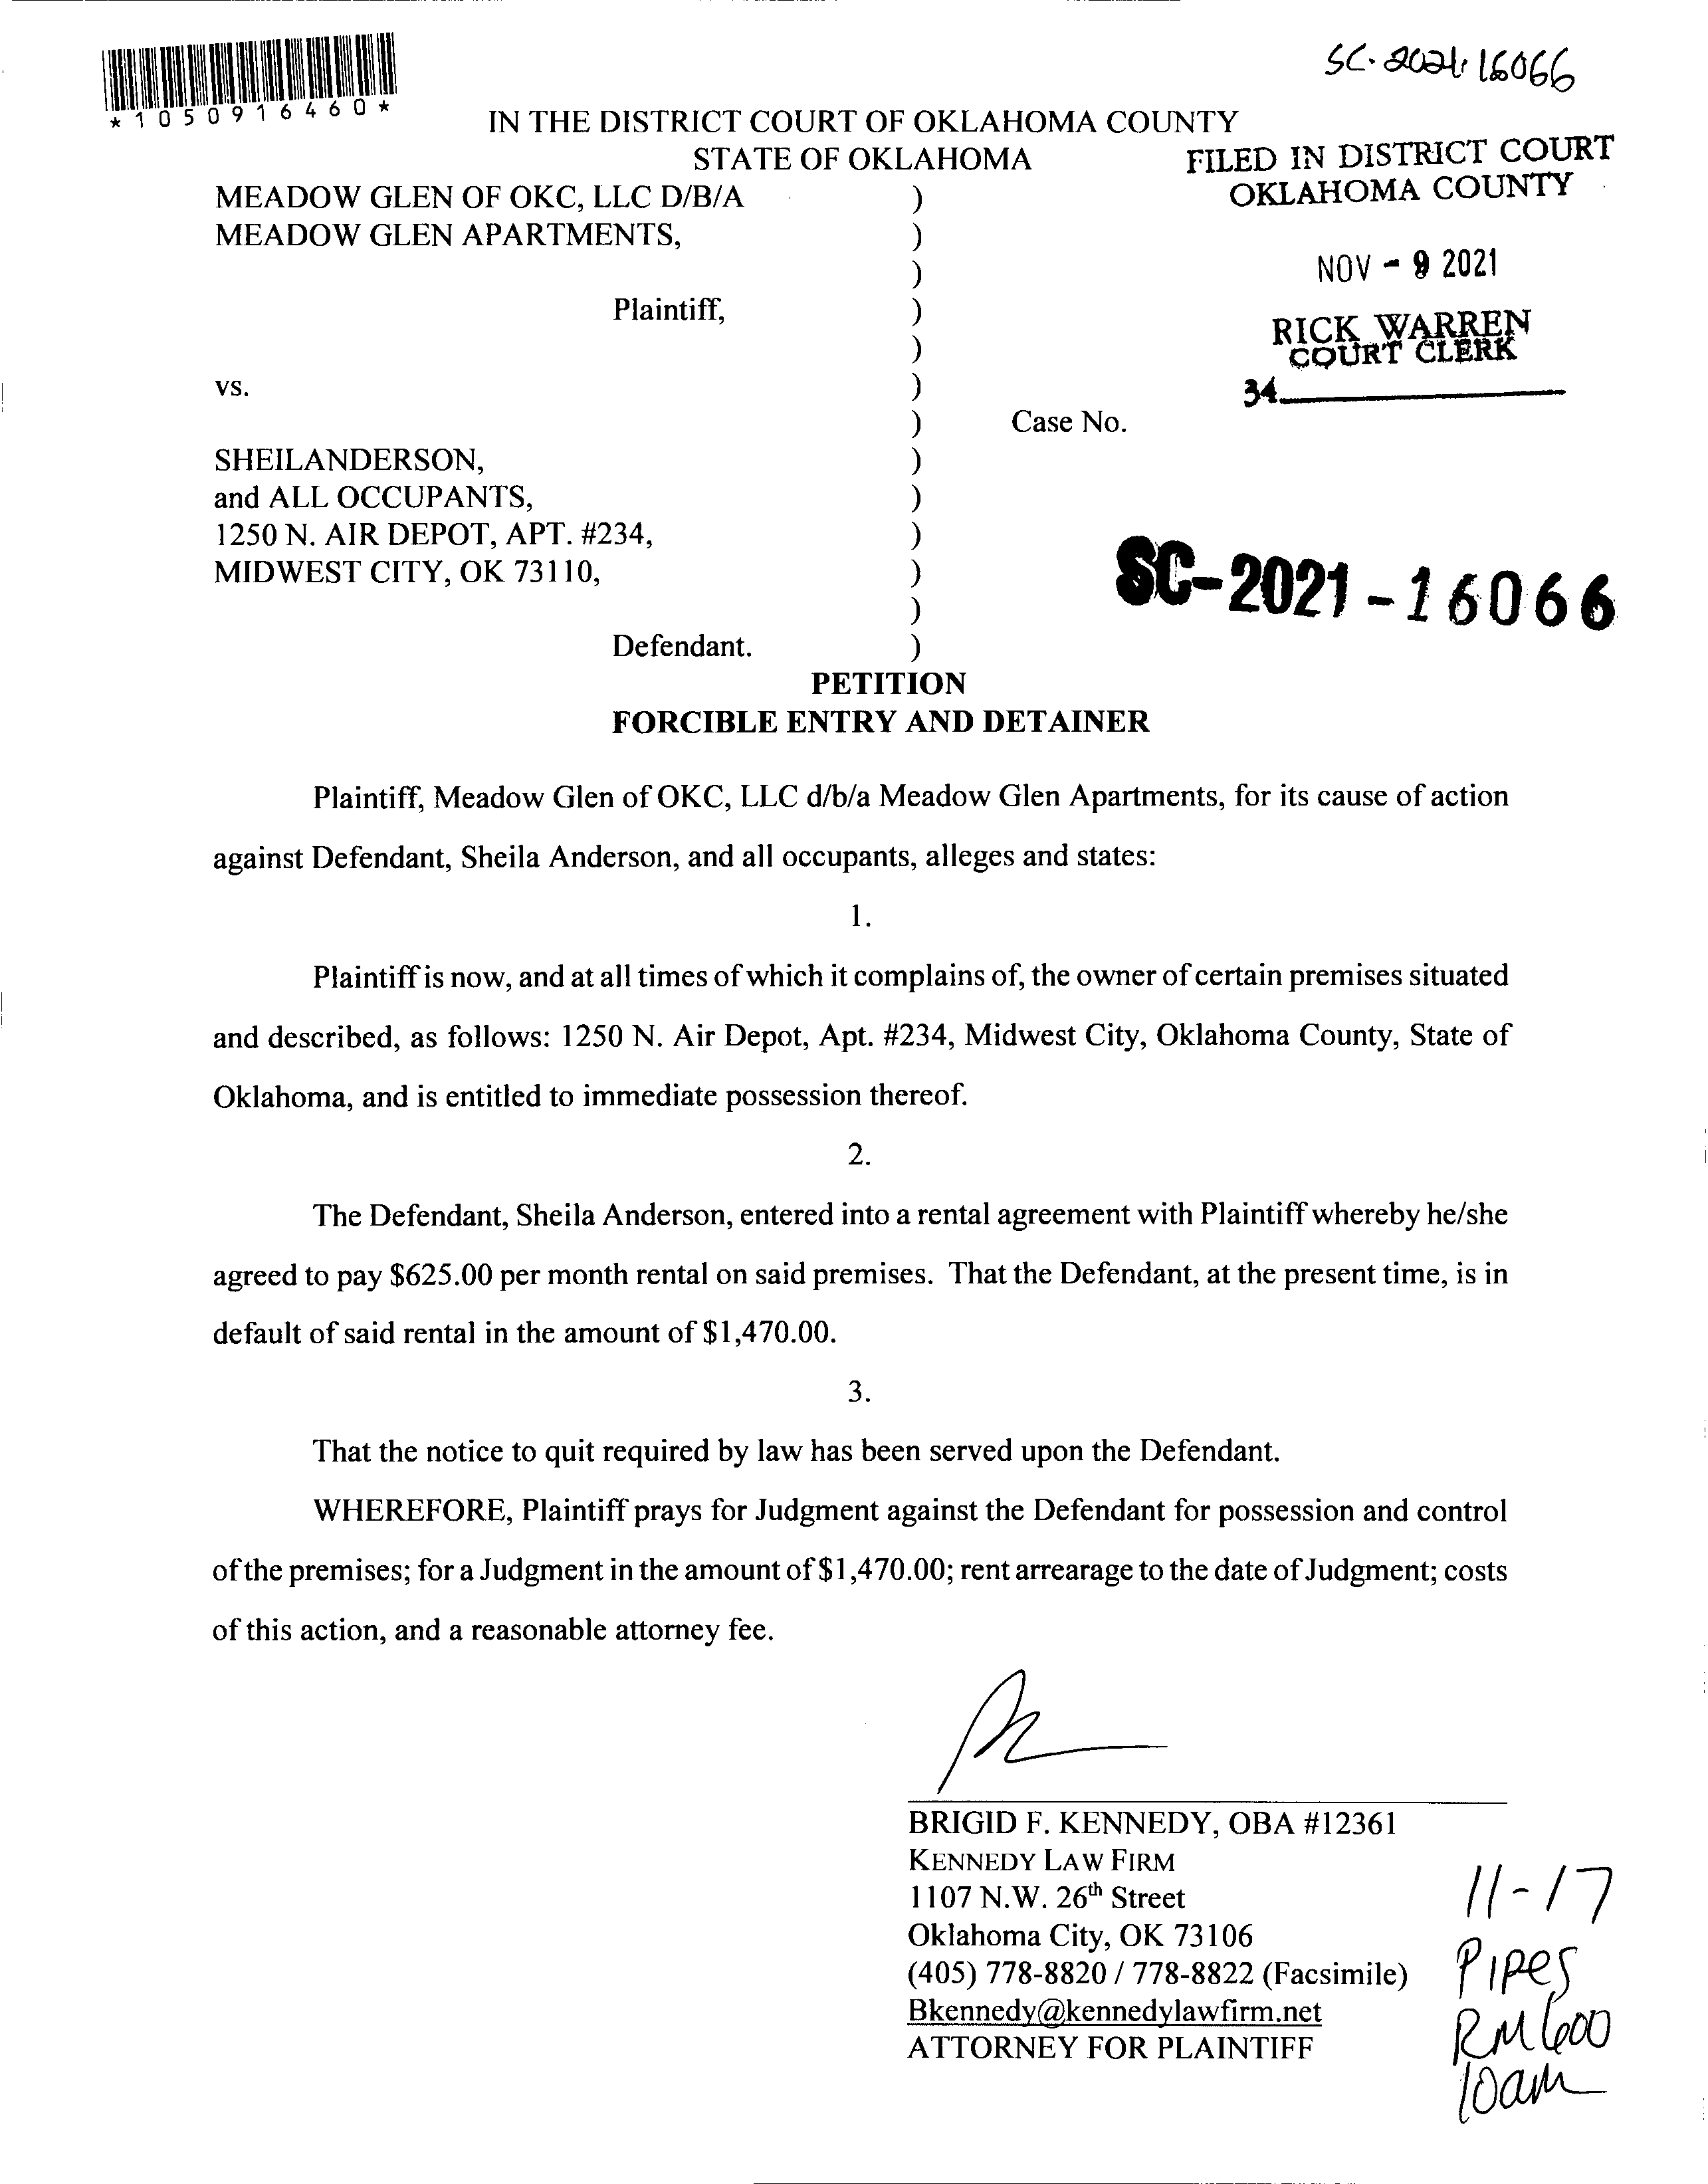 SC-2021-16066
*1050916460*
IN THE DISTRICT COURT OF OKLAHOMA COUNTY
STATE OF OKLAHOMA
FILED IN DISTRICT COURT
OKLAHOMA COUNTY
NOV - 9 2021
RICK WARREN
COURT CLERK
34
MEADOW GLEN OF OKC, LLC D/B/A )
MEADOW GLEN APARTMENTS, )
)
Plaintiff, )
)
vs. )
) Case No.
SHEILANDERSON, )
and ALL OCCUPANTS, )
1250 N. AIR DEPOT, APT. #234, )
MIDWEST CITY, OK 73110, )
SC-2021-16066
)
Defendant. )
PETITION
FORCIBLE ENTRY AND DETAINER
Plaintiff, Meadow Glen of OKC, LLC d/b/a Meadow Glen Apartments, for its cause of action
against Defendant, Sheila Anderson, and all occupants, alleges and states:
1.
Plaintiff is now, and at all times of which it complains of, the owner of certain premises situated
and described, as follows: 1250 N. Air Depot, Apt. #234, Midwest City, Oklahoma County, State of
Oklahoma, and is entitled to immediate possession thereof.
2.
The Defendant, Sheila Anderson, entered into a rental agreement with Plaintiff whereby he/she
agreed to pay $625.00 per month rental on said premises. That the Defendant, at the present time, is in
default of said rental in the amount of $1,470.00.
3.
That the notice to quit required by law has been served upon the Defendant.
WHEREFORE, Plaintiff prays for Judgment against the Defendant for possession and control
of the premises; for a Judgment in the amount of $1,470.00; rent arrearage to the date of Judgment; costs
of this action, and a reasonable attorney fee.
BRIGID F. KENNEDY, OBA #12361
KENNEDY LAW FIRM
1107 N.W. 26th Street
Oklahoma City, OK 73106
(405) 778-8820 / 778-8822 (Facsimile)
Bkennedy@kennedylawfirm.net
ATTORNEY FOR PLAINTIFF
11-17
Pipes
RM 600
10am